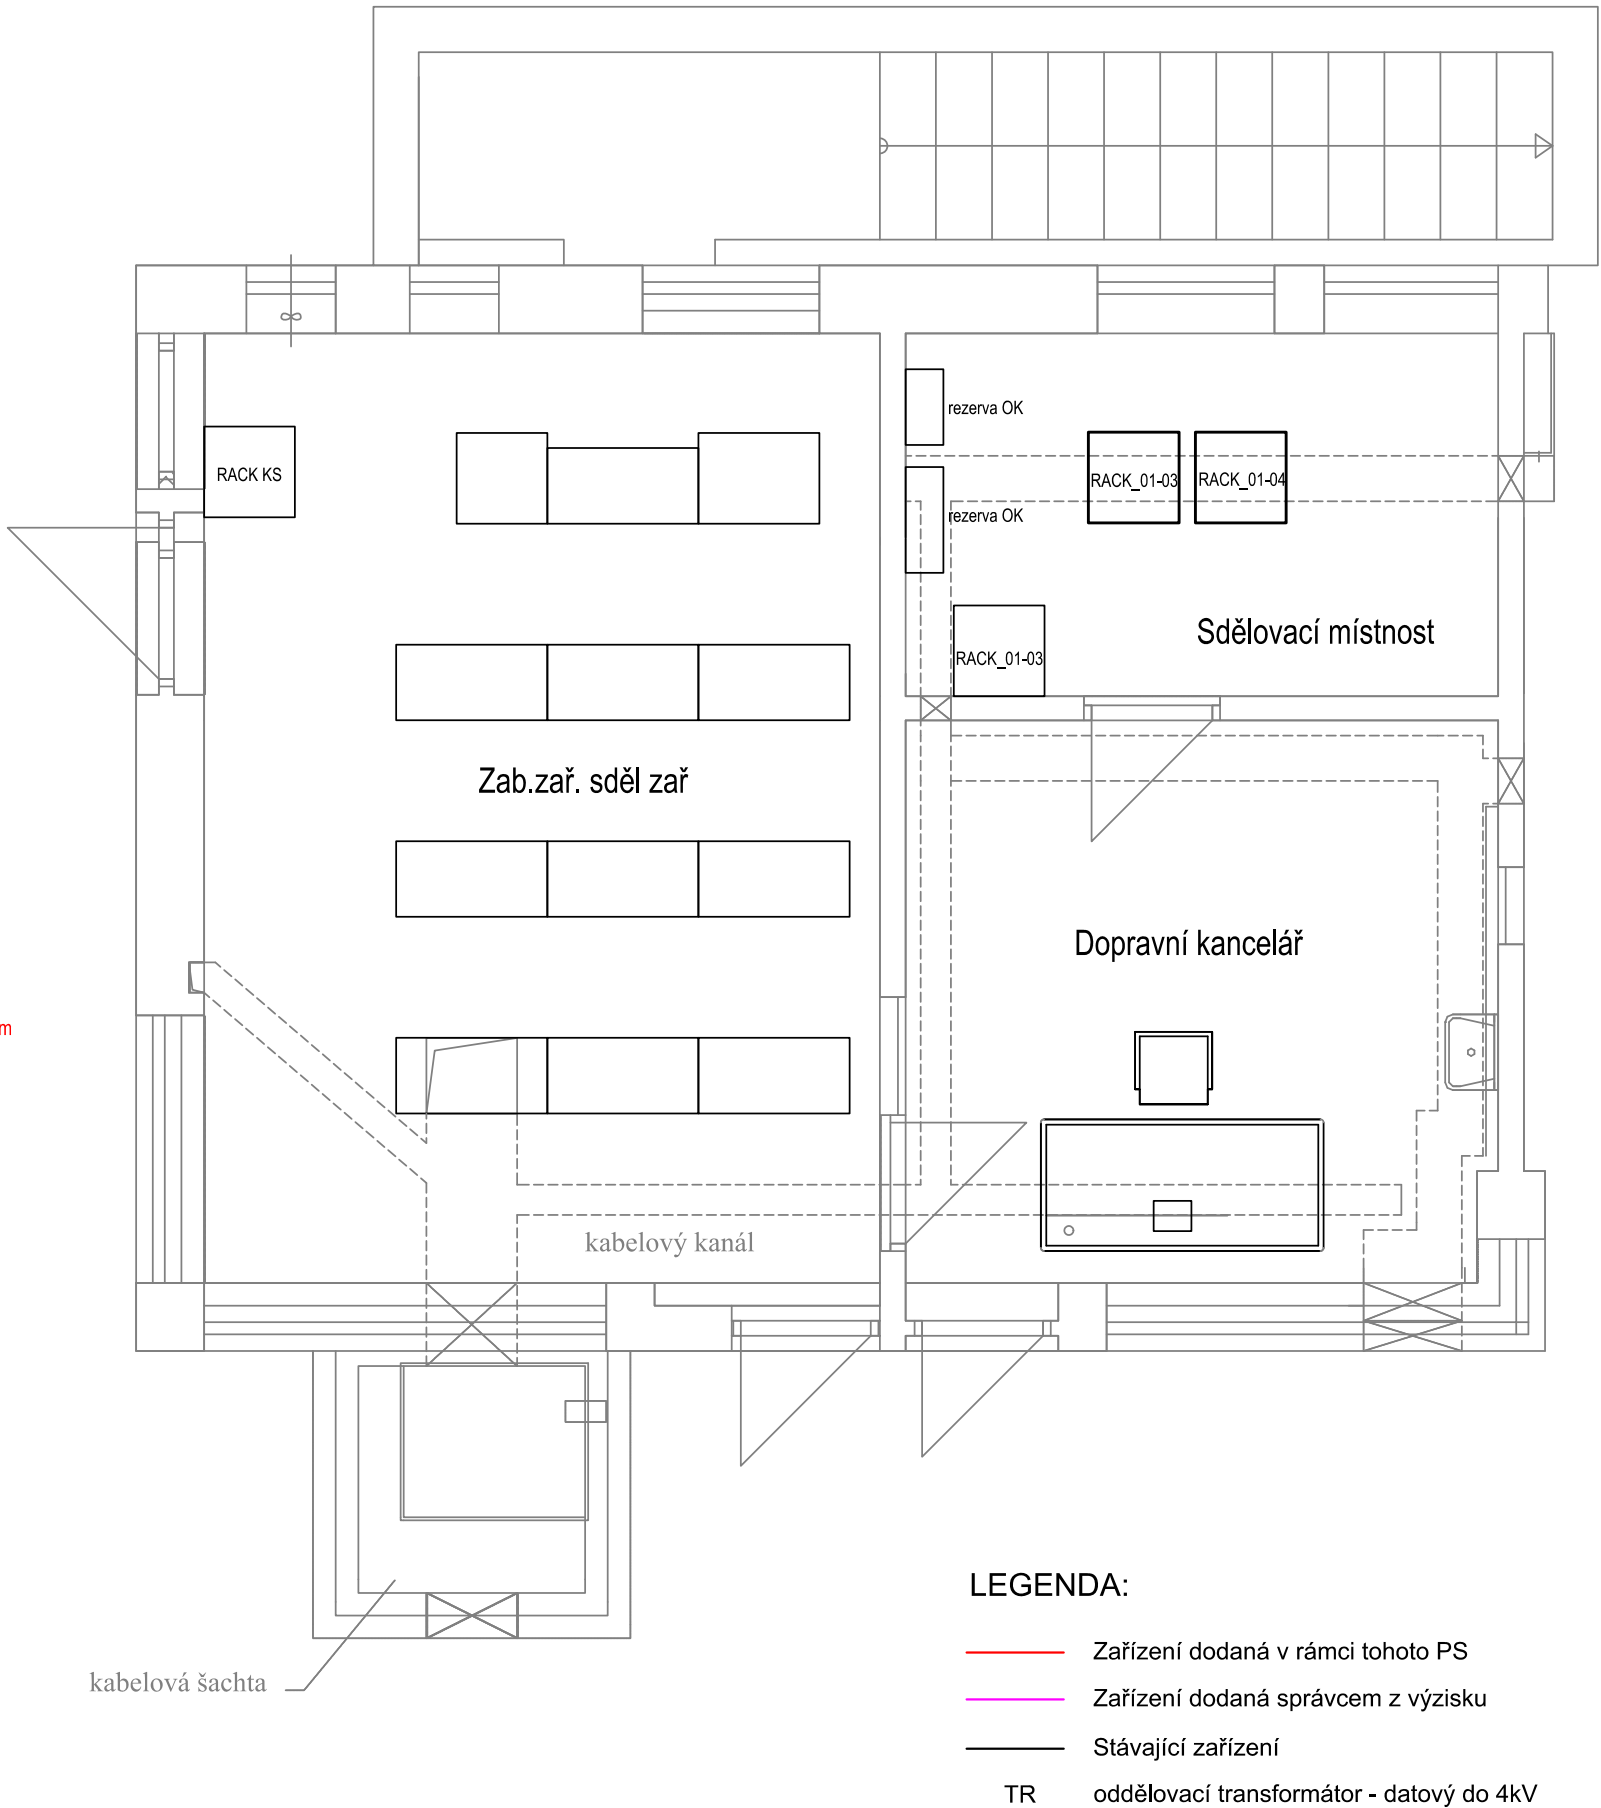 rezerva OK
RACK KS
RACK_01-03
RACK_01-04
rezerva OK
Sdělovací místnost
RACK_01-03
Zab.zař. sděl zař
Dopravní kancelář
m
kabelový kanál
LEGENDA:
Zařízení dodaná v rámci tohoto PS
kabelová šachta
Zařízení dodaná správcem z výzisku
Stávající zařízení
TR oddělovací transformátor - datový do 4kV